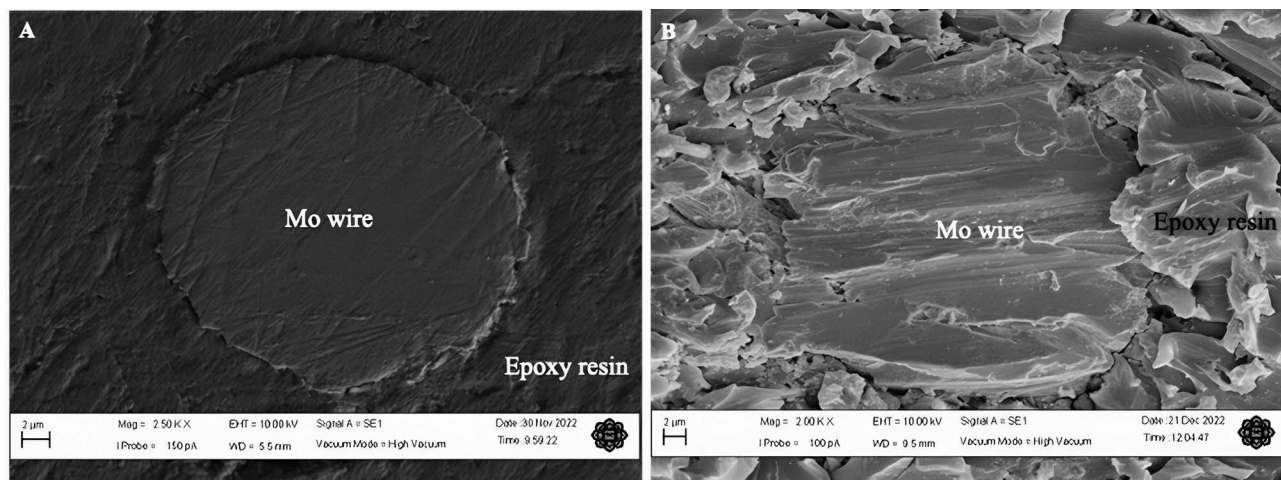 A
Mo wire
Epoxy resin
2 µm
Mag = 2.50 K X
EHT = 10.00 kV
Signal A = SE1
Date :30 Nov 2022
I Probe = 150 pA
WD = 5.5 mm
Vacuum Mode = High Vacuum
Time :9:59:22
B
Mo wire
Epoxy resin
2 µm
Mag = 2.00 K X
EHT = 10.00 kV
Signal A = SE1
Date :21 Dec 2022
I Probe = 100 pA
WD = 9.5 mm
Vacuum Mode = High Vacuum
Time :12:04:47